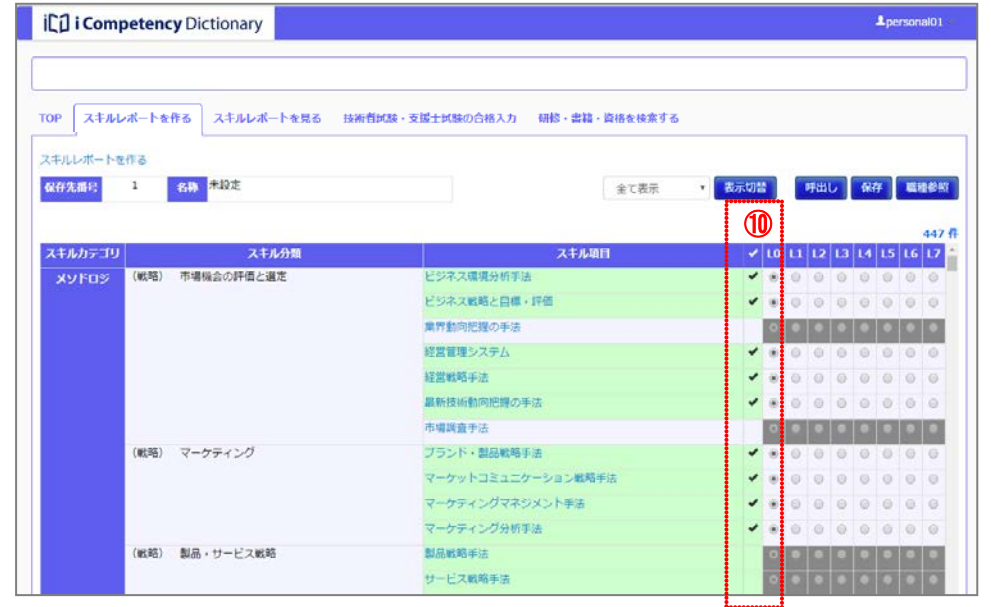 i Competency Dictionary
personal01
TOP スキルレポートを作る スキルレポートを見る 技術者試験・支援士試験の合格入力 研修・書籍・資格を検索する
スキルレポートを作る
保存先番号 1 名称 未設定 全て表示 表示切替 呼出し 保存 職種参照
⑩
447 件
スキルカテゴリ スキル分類 スキル項目 ✓ L0 L1 L2 L3 L4 L5 L6 L7
メソドロジ (戦略) 市場機会の評価と選定 ビジネス環境分析手法 ✓
ビジネス戦略と目標・評価 ✓
業界動向把握の手法
経営管理システム ✓
経営戦略手法 ✓
最新技術動向把握の手法 ✓
市場調査手法
(戦略) マーケティング ブランド・製品戦略手法 ✓
マーケットコミュニケーション戦略手法 ✓
マーケティングマネジメント手法 ✓
マーケティング分析手法 ✓
(戦略) 製品・サービス戦略 製品戦略手法
サービス戦略手法